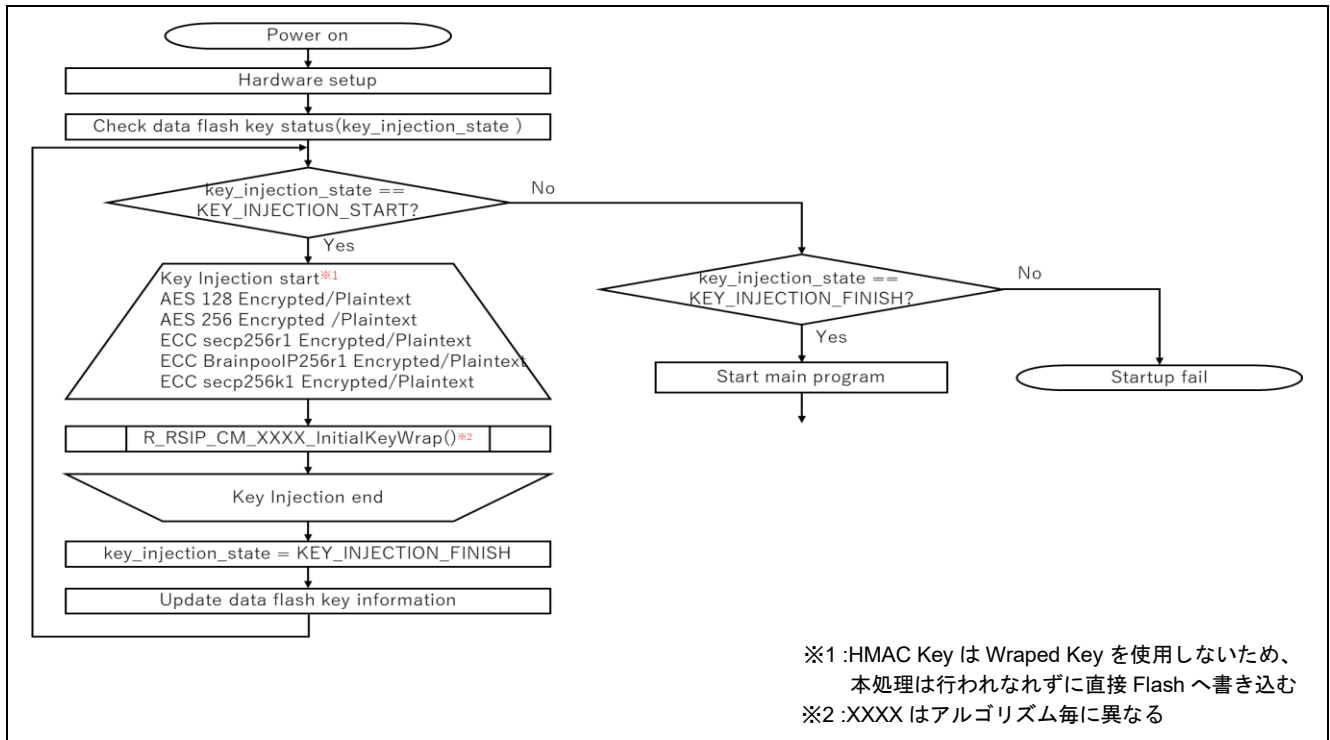 Power on
Hardware setup
Check data flash key status(key_injection_state )
key_injection_state ==
KEY_INJECTION_START?
No
Yes
Key Injection start※1
AES 128 Encrypted/Plaintext
AES 256 Encrypted /Plaintext
ECC secp256r1 Encrypted/Plaintext
ECC BrainpoolP256r1 Encrypted/Plaintext
ECC secp256k1 Encrypted/Plaintext
R_RSIP_CM_XXXX_InitialKeyWrap()※2
Key Injection end
key_injection_state = KEY_INJECTION_FINISH
Update data flash key information
key_injection_state ==
KEY_INJECTION_FINISH?
No
Yes
Start main program
Startup fail
※1 :HMAC Key は Wraped Key を使用しないため、
本処理は行われなれずに直接 Flash へ書き込む
※2 :XXXX はアルゴリズム毎に異なる